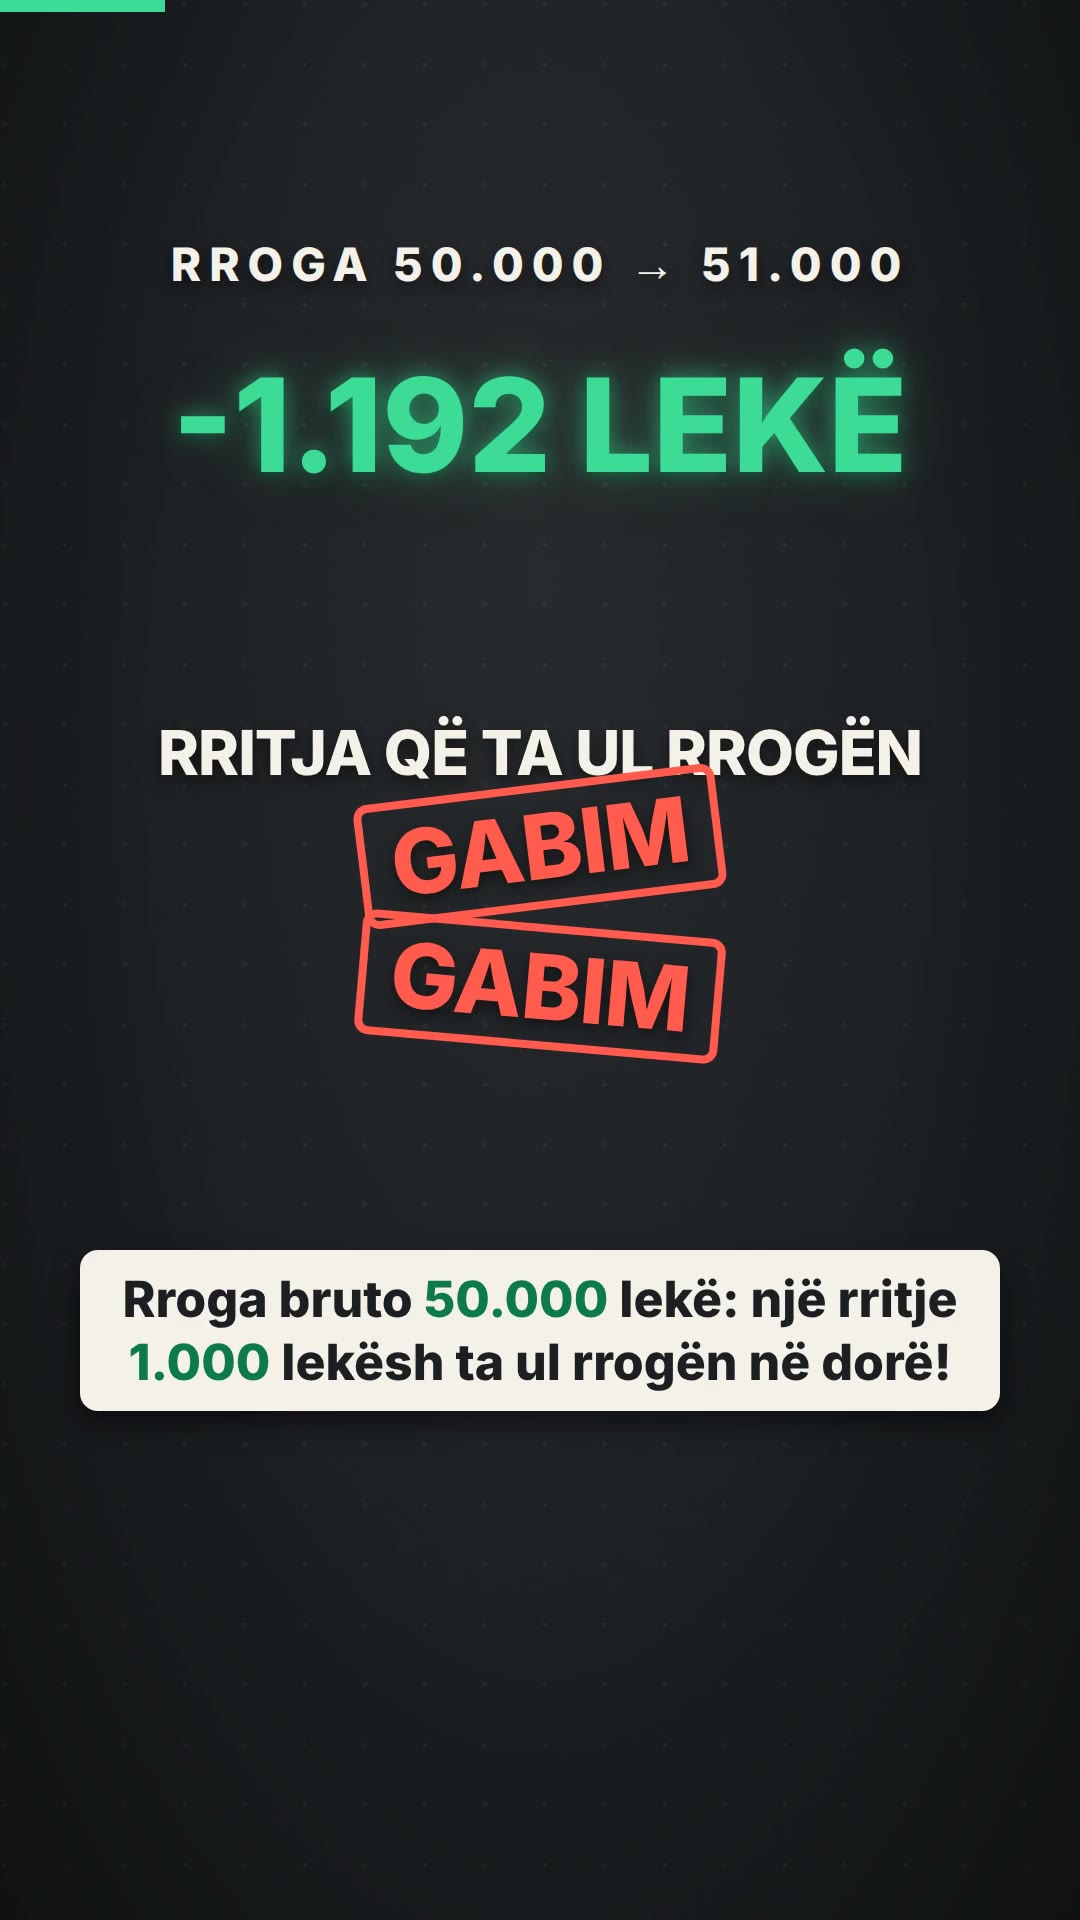 RROGA 50.000 → 51.000
-1.192 LEKË
RRITJA QË TA UL RROGËN
GABIM
GABIM
Rroga bruto 50.000 lekë: një rritje
1.000 lekësh ta ul rrogën në dorë!